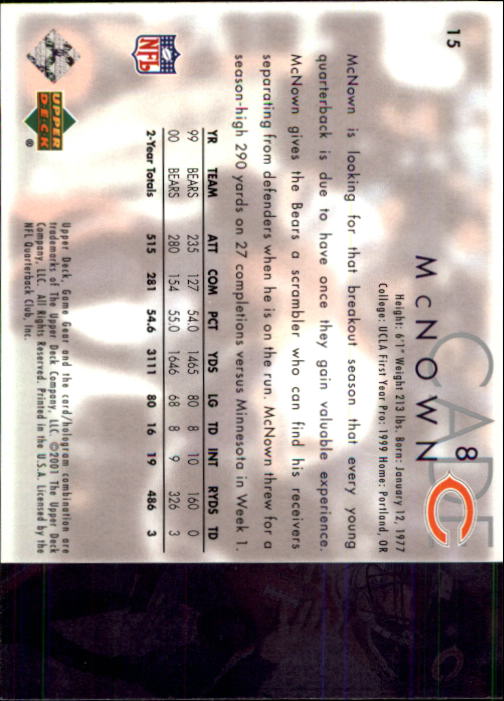 15
CADE
8
McNOWN
Height: 6'1" Weight 213 lbs. Born: January 12, 1977
College: UCLA First Year Pro: 1999 Home: Portland, OR
McNown is looking for that breakout season that every young
quarterback is due to have once they gain valuable experience.
McNown gives the Bears a scrambler who can find his receivers
separating from defenders when he is on the run. McNown threw for a
season-high 290 yards on 27 completions versus Minnesota in Week 1.
YR TEAM ATT COM PCT YDS LG TD INT RYDS TD
99 BEARS 235 127 54.0 1465 80 8 10 160 0
00 BEARS 280 154 55.0 1646 68 8 9 326 3
2-Year Totals 515 281 54.6 3111 80 16 19 486 3
NFL
UPPER
DECK
®
Upper Deck, Game Gear and the card/hologram combination are
trademarks of The Upper Deck Company, LLC. ©2001 The Upper Deck
Company, LLC. All Rights Reserved. Printed in the U.S.A. Licensed by the
NFL Quarterback Club, Inc.